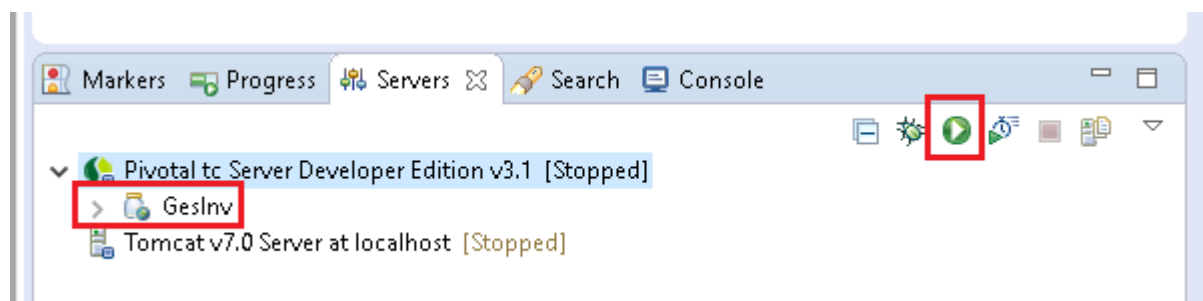 Markers Progress Servers Search Console
Pivotal tc Server Developer Edition v3.1 [Stopped]
GesInv
Tomcat v7.0 Server at localhost [Stopped]